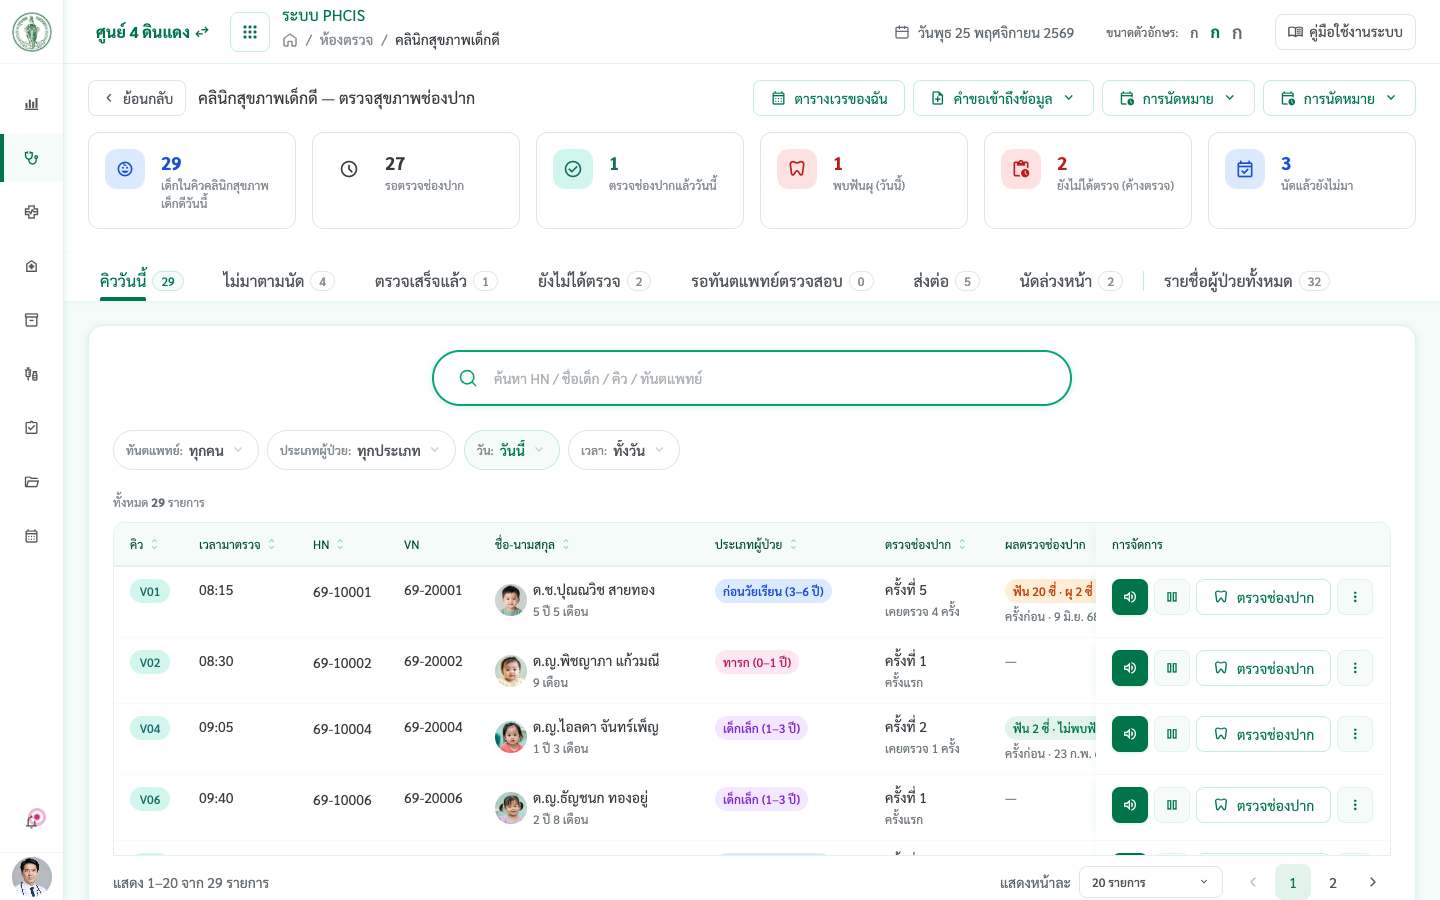 ศูนย์ 4 ดินแดง
ระบบ PHCIS
ห้องตรวจ / คลินิกสุขภาพเด็กดี
วันพุธ 25 พฤศจิกายน 2569
ขนาดตัวอักษร: ก ก ก
คู่มือใช้งานระบบ
ย้อนกลับ
คลินิกสุขภาพเด็กดี — ตรวจสุขภาพช่องปาก
ตารางเวรของฉัน
คำขอเข้าถึงข้อมูล
การนัดหมาย
การนัดหมาย
29
เด็กในคิวคลินิกสุขภาพ
เด็กดีวันนี้
27
รอตรวจช่องปาก
1
ตรวจช่องปากแล้ววันนี้
1
พบฟันผุ (วันนี้)
2
ยังไม่ได้ตรวจ (ค้างตรวจ)
3
นัดแล้วยังไม่มา
คิววันนี้ 29
ไม่มาตามนัด 4
ตรวจเสร็จแล้ว 1
ยังไม่ได้ตรวจ 2
รอทันตแพทย์ตรวจสอบ 0
ส่งต่อ 5
นัดล่วงหน้า 2
รายชื่อผู้ป่วยทั้งหมด 32
ค้นหา HN / ชื่อเด็ก / คิว / ทันตแพทย์
ทันตแพทย์: ทุกคน
ประเภทผู้ป่วย: ทุกประเภท
วัน: วันนี้
เวลา: ทั้งวัน
ทั้งหมด 29 รายการ
คิว เวลามาตรวจ HN VN ชื่อ-นามสกุล ประเภทผู้ป่วย ตรวจช่องปาก ผลตรวจช่องปาก การจัดการ
V01 08:15 69-10001 69-20001 ด.ช.ปุณณวิช สายทอง ก่อนวัยเรียน (3–6 ปี) ครั้งที่ 5 ฟัน 20 ซี่ · ผุ 2 ซี่ ตรวจช่องปาก
5 ปี 5 เดือน เคยตรวจ 4 ครั้ง ครั้งก่อน · 9 มิ.ย. 68
V02 08:30 69-10002 69-20002 ด.ญ.พิชญาภา แก้วมณี ทารก (0–1 ปี) ครั้งที่ 1 — ตรวจช่องปาก
9 เดือน ครั้งแรก
V04 09:05 69-10004 69-20004 ด.ญ.ไอลดา จันทร์เพ็ญ เด็กเล็ก (1–3 ปี) ครั้งที่ 2 ฟัน 2 ซี่ · ไม่พบฟั ตรวจช่องปาก
1 ปี 3 เดือน เคยตรวจ 1 ครั้ง ครั้งก่อน · 23 ก.พ.
V06 09:40 69-10006 69-20006 ด.ญ.ธัญชนก ทองอยู่ เด็กเล็ก (1–3 ปี) ครั้งที่ 1 — ตรวจช่องปาก
2 ปี 8 เดือน ครั้งแรก
แสดง 1–20 จาก 29 รายการ
แสดงหน้าละ 20 รายการ 1 2